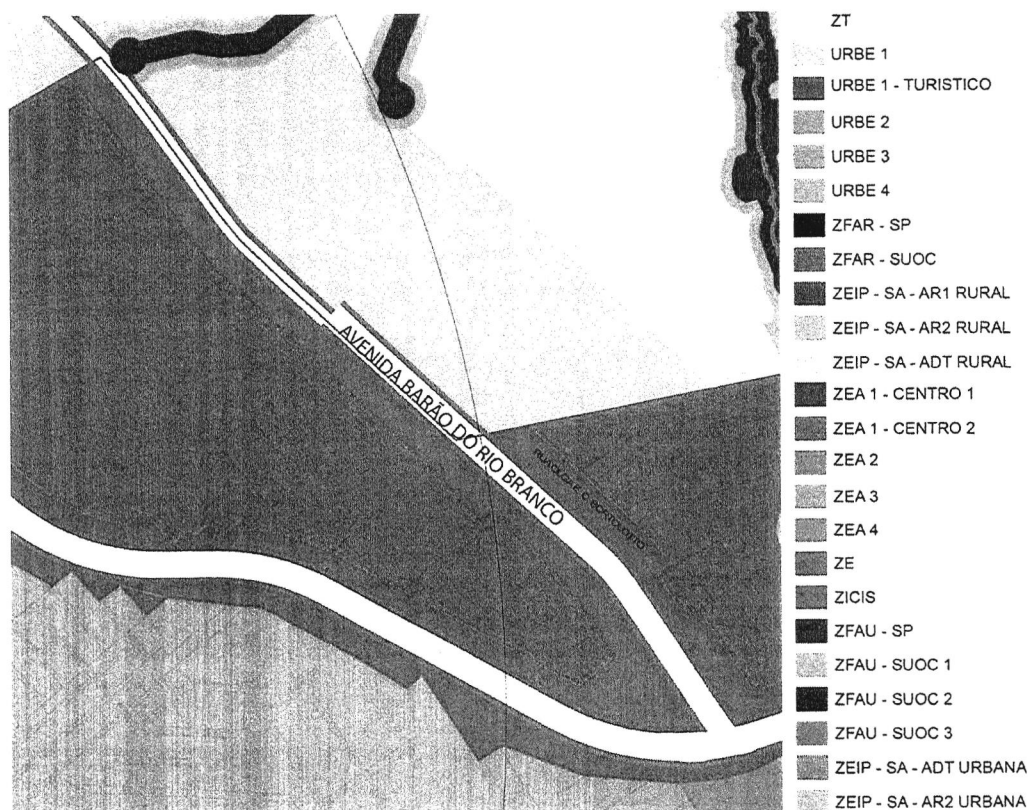 AVENIDA BARÃO DO RIO BRANCO
ZT
URBE 1
URBE 1 - TURISTICO
URBE 2
URBE 3
URBE 4
ZFAR - SP
ZFAR - SUOC
ZEIP - SA - AR1 RURAL
ZEIP - SA - AR2 RURAL
ZEIP - SA - ADT RURAL
ZEA 1 - CENTRO 1
ZEA 1 - CENTRO 2
ZEA 2
ZEA 3
ZEA 4
ZE
ZICIS
ZFAU - SP
ZFAU - SUOC 1
ZFAU - SUOC 2
ZFAU - SUOC 3
ZEIP - SA - ADT URBANA
ZEIP - SA - AR2 URBANA